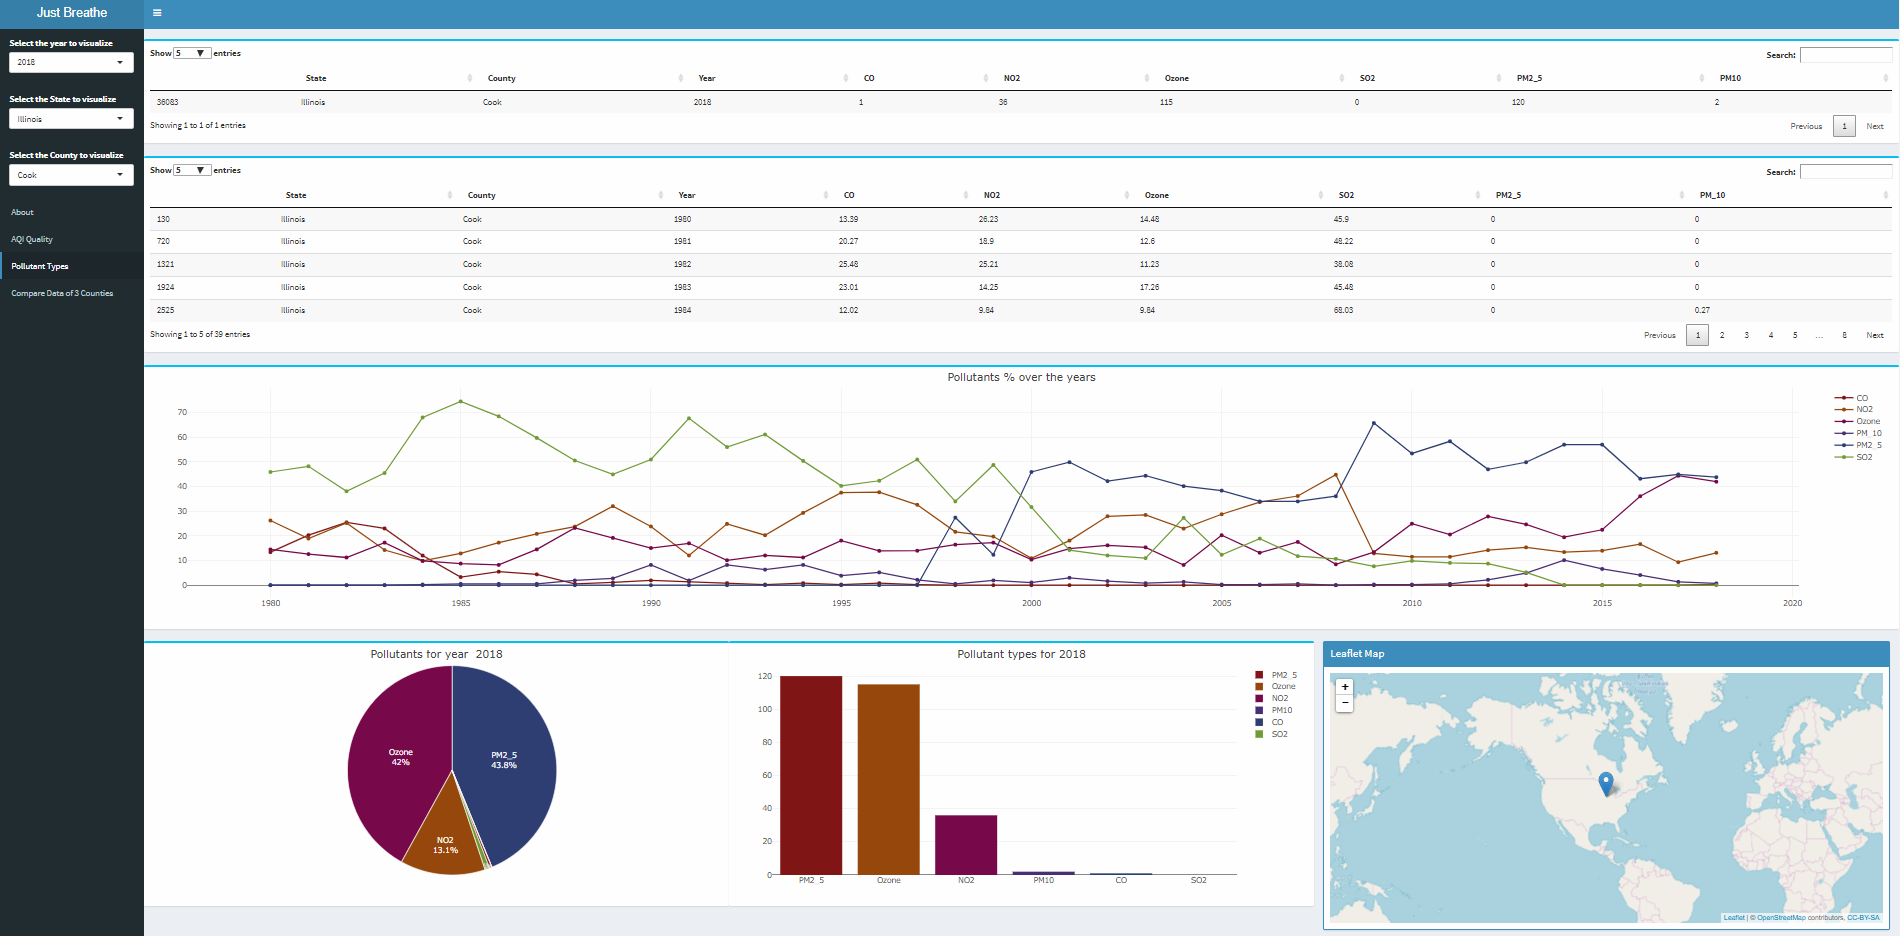 Just Breathe
Select the year to visualize
2018
Select the State to visualize
Illinois
Select the County to visualize
Cook
About
AQI Quality
Pollutant Types
Compare Data of 3 Counties
Show 5 entries
Search:
State County Year CO NO2 Ozone SO2 PM2_5 PM10
36083 Illinois Cook 2018 1 36 115 0 120 2
Showing 1 to 1 of 1 entries
Previous 1 Next
Show 5 entries
Search:
State County Year CO NO2 Ozone SO2 PM2_5 PM_10
130 Illinois Cook 1980 13.39 26.23 14.48 45.9 0 0
720 Illinois Cook 1981 20.27 18.9 12.6 48.22 0 0
1321 Illinois Cook 1982 25.48 25.21 11.23 38.08 0 0
1924 Illinois Cook 1983 23.01 14.25 17.26 45.48 0 0
2525 Illinois Cook 1984 12.02 9.84 9.84 68.03 0 0.27
Showing 1 to 5 of 39 entries
Previous 1 2 3 4 5 ... 8 Next
Pollutants % over the years
70
60
50
40
30
20
10
0
1980 1985 1990 1995 2000 2005 2010 2015 2020
CO
NO2
Ozone
PM_10
PM2_5
SO2
Pollutants for year 2018
Ozone
42%
PM2_5
43.8%
NO2
13.1%
Pollutant types for 2018
120
100
80
60
40
20
0
PM2_5 Ozone NO2 PM10 CO SO2
PM2_5
Ozone
NO2
PM10
CO
SO2
Leaflet Map
+
−
Leaflet | © OpenStreetMap contributors, CC-BY-SA